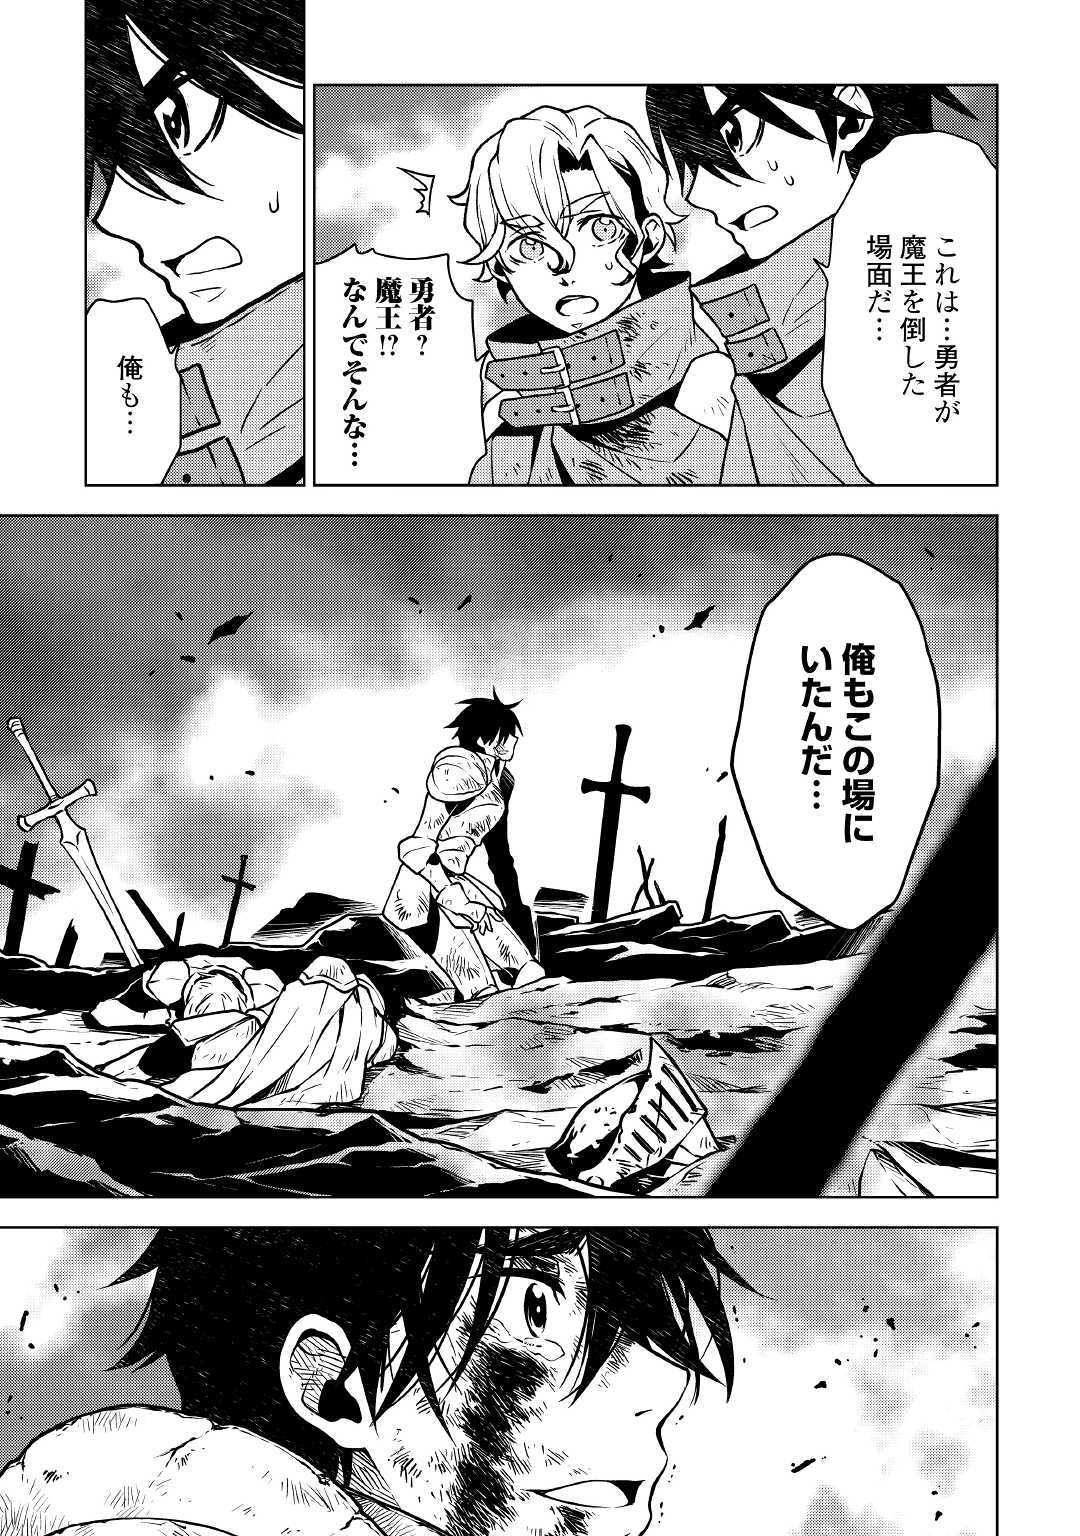 これは…勇者が
魔王を倒した
場面だ…
勇者？
魔王!?
なんでそんな…
俺も…
俺もこの場に
いたんだ…